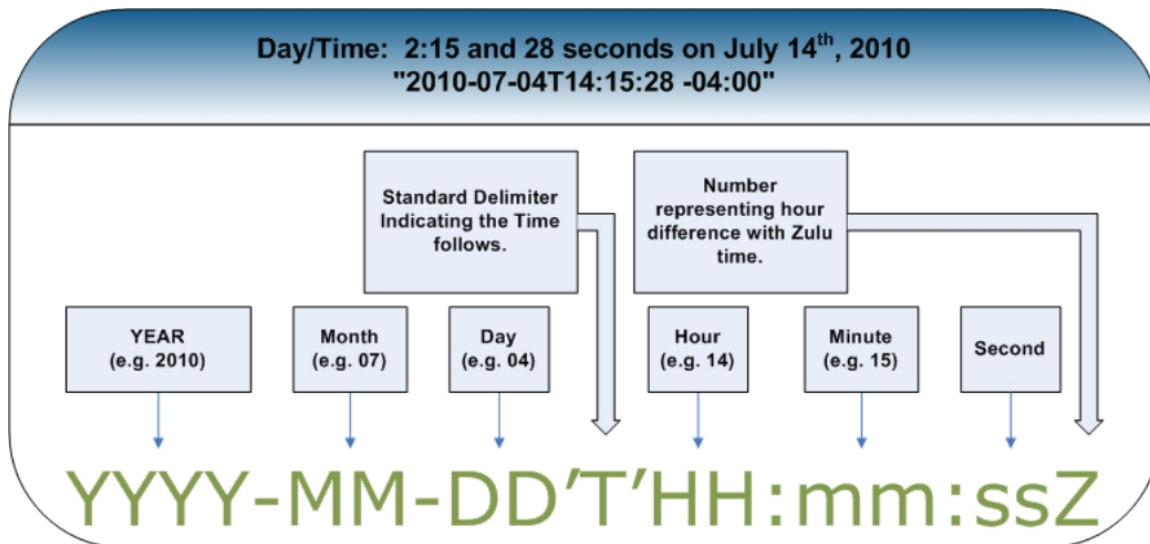 Day/Time: 2:15 and 28 seconds on July 14th, 2010
"2010-07-04T14:15:28 -04:00"
Standard Delimiter
Indicating the Time
follows.
Number
representing hour
difference with Zulu
time.
YEAR
(e.g. 2010)
Month
(e.g. 07)
Day
(e.g. 04)
Hour
(e.g. 14)
Minute
(e.g. 15)
Second
YYYY-MM-DD'T'HH:mm:ssZ